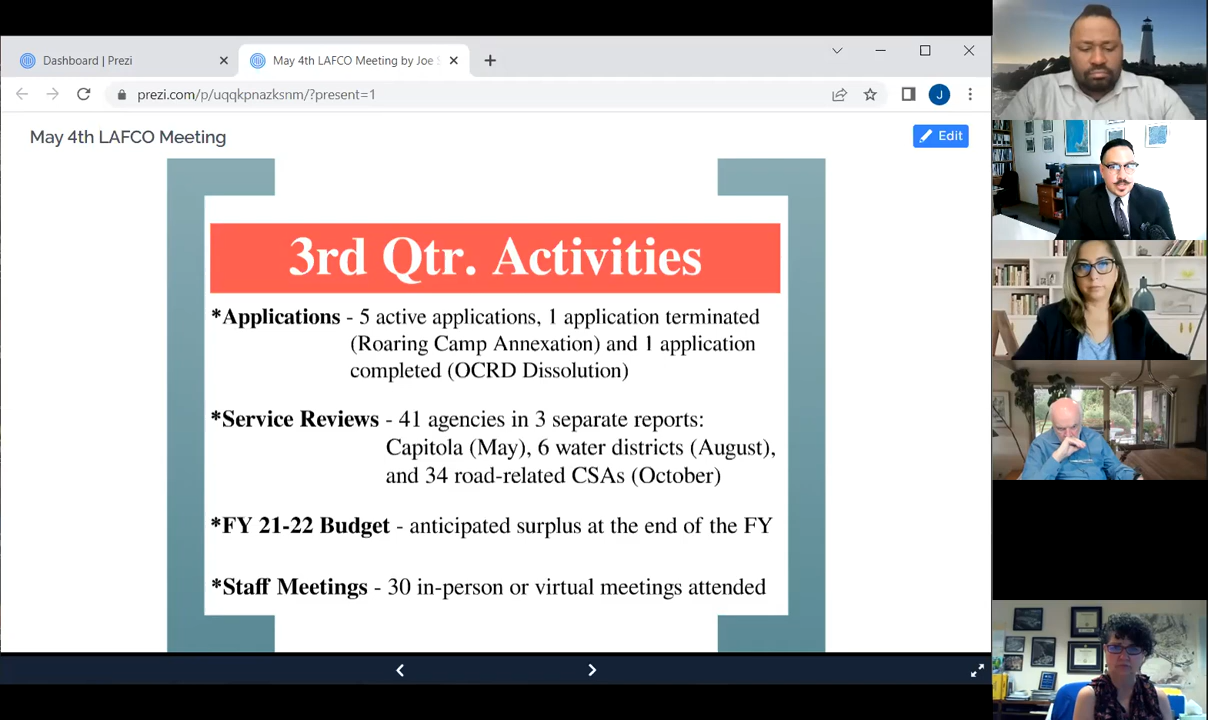 Dashboard | Prezi
May 4th LAFCO Meeting by Joe S
prezi.com/p/uqqkpnazksnm/?present=1
J
May 4th LAFCO Meeting
Edit
3rd Qtr. Activities
*Applications - 5 active applications, 1 application terminated
(Roaring Camp Annexation) and 1 application
completed (OCRD Dissolution)
*Service Reviews - 41 agencies in 3 separate reports:
Capitola (May), 6 water districts (August),
and 34 road-related CSAs (October)
*FY 21-22 Budget - anticipated surplus at the end of the FY
*Staff Meetings - 30 in-person or virtual meetings attended